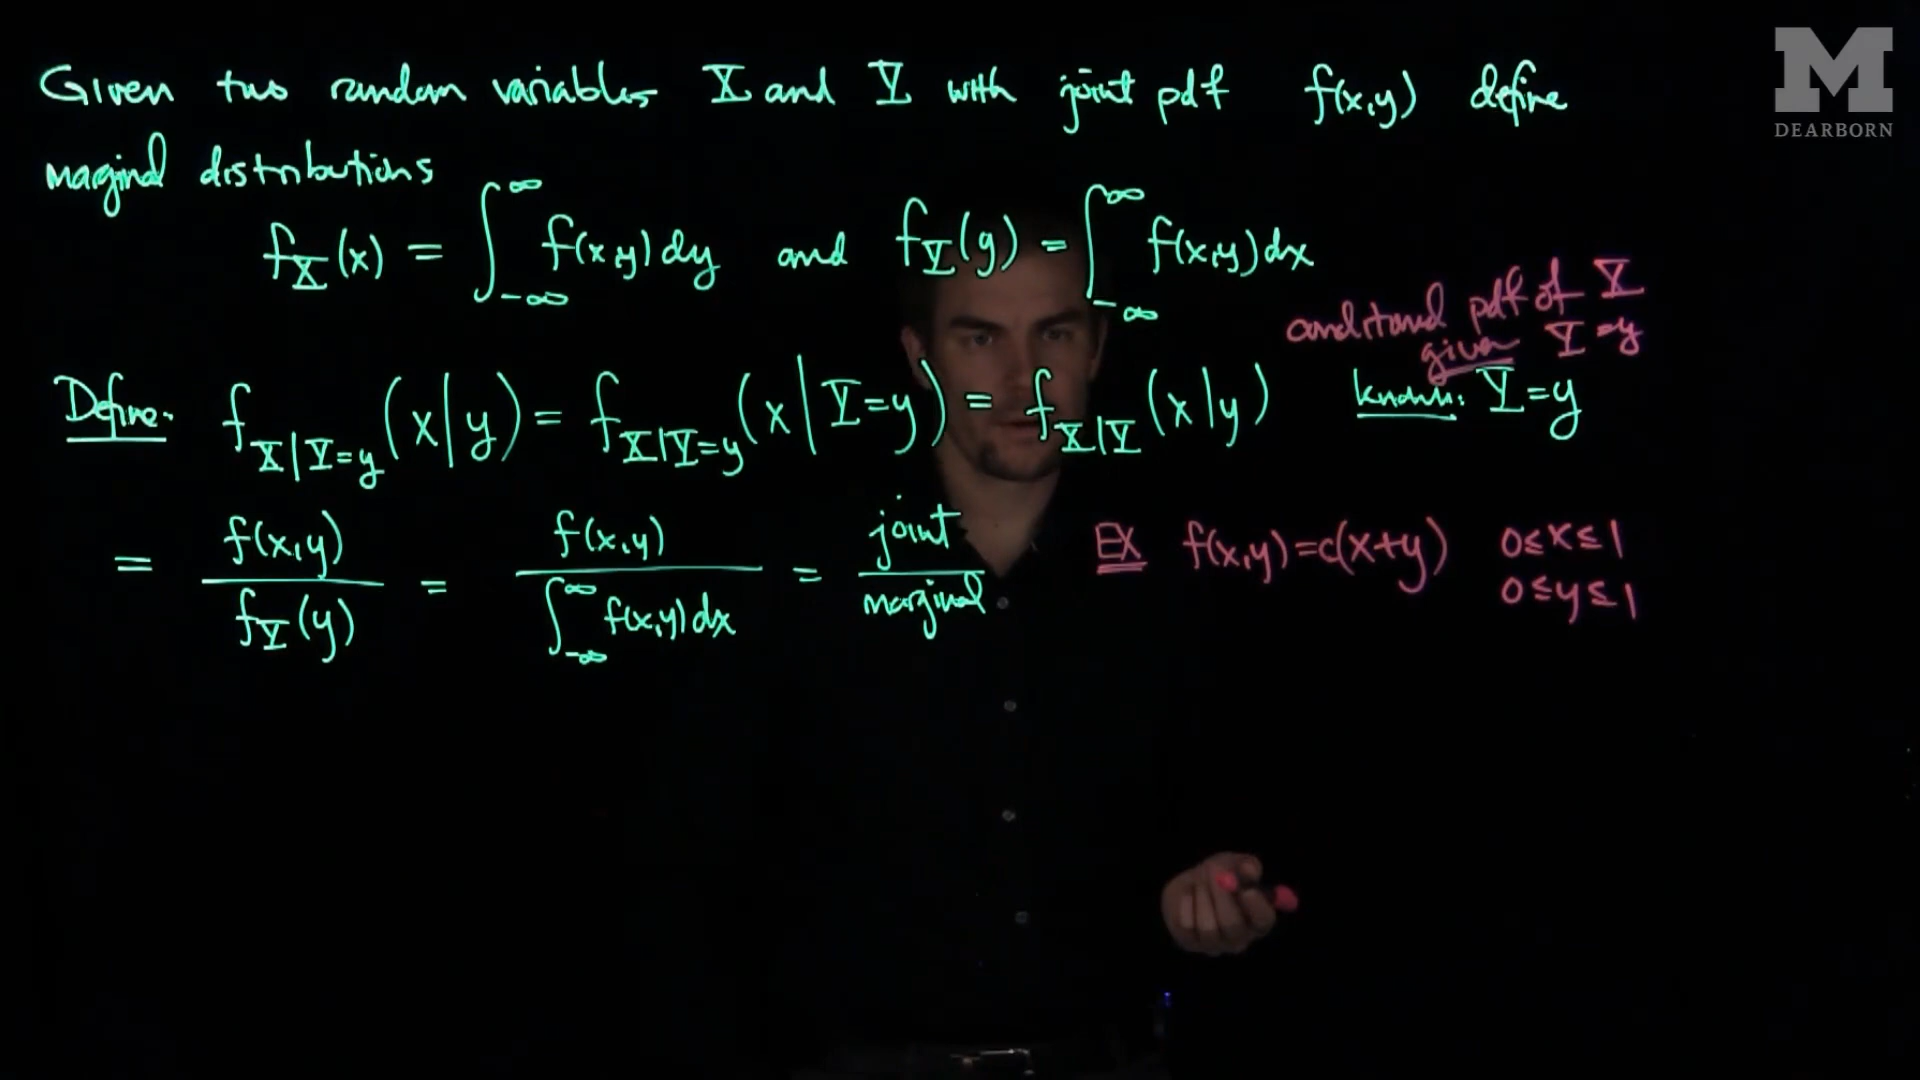 M
DEARBORN
Given two random variables X and Y with joint pdf f(x,y) define
marginal distributions
f_X(x) = ∫_{-∞}^{∞} f(x,y) dy and f_Y(y) = ∫_{-∞}^{∞} f(x,y) dx
conditional pdf of X
given Y=y
Define: f_{X|Y=y}(x|y) = f_{X|Y=y}(x|Y=y) = f_{X|Y}(x|y) known: Y=y
= f(x,y) / f_Y(y) = f(x,y) / ∫_{-∞}^{∞} f(x,y) dx = joint / marginal
EX f(x,y)=c(x+y) 0≤x≤1
0≤y≤1